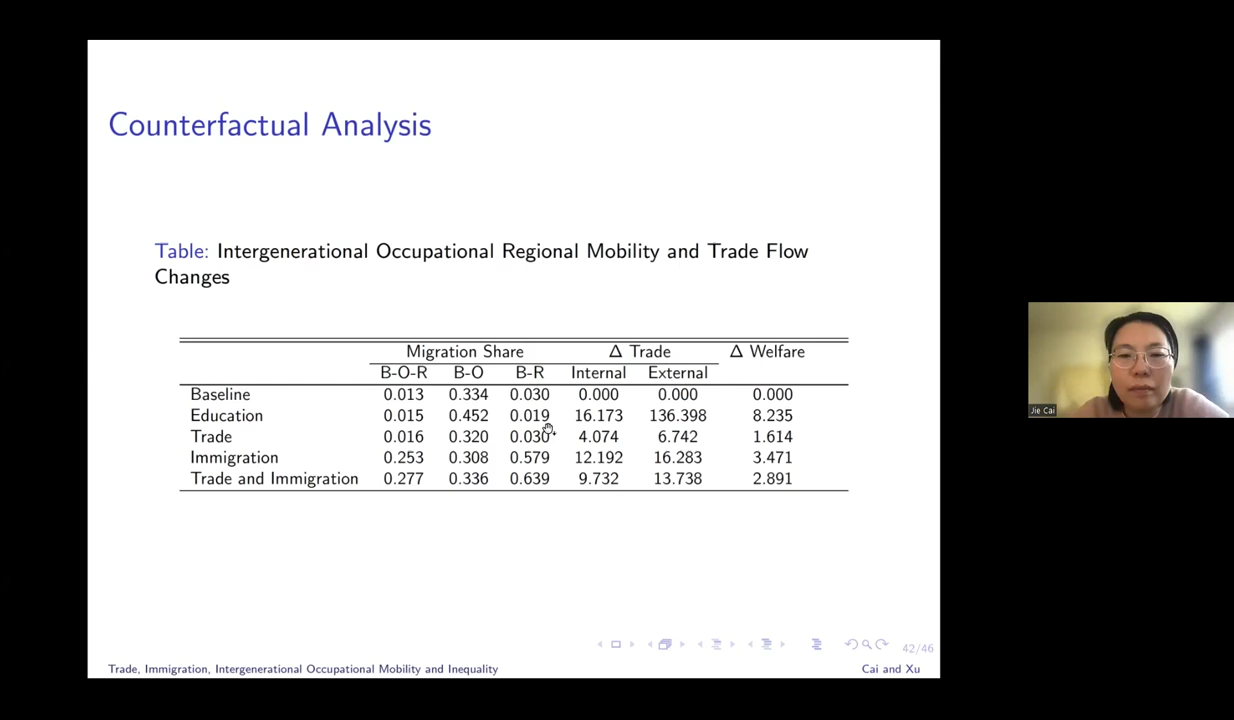 Counterfactual Analysis
Table: Intergenerational Occupational Regional Mobility and Trade Flow
Changes
Migration Share Δ Trade Δ Welfare
B-O-R B-O B-R Internal External
Baseline 0.013 0.334 0.030 0.000 0.000 0.000
Education 0.015 0.452 0.019 16.173 136.398 8.235
Trade 0.016 0.320 0.030 4.074 6.742 1.614
Immigration 0.253 0.308 0.579 12.192 16.283 3.471
Trade and Immigration 0.277 0.336 0.639 9.732 13.738 2.891
Jie Cai
42/46
Trade, Immigration, Intergenerational Occupational Mobility and Inequality Cai and Xu